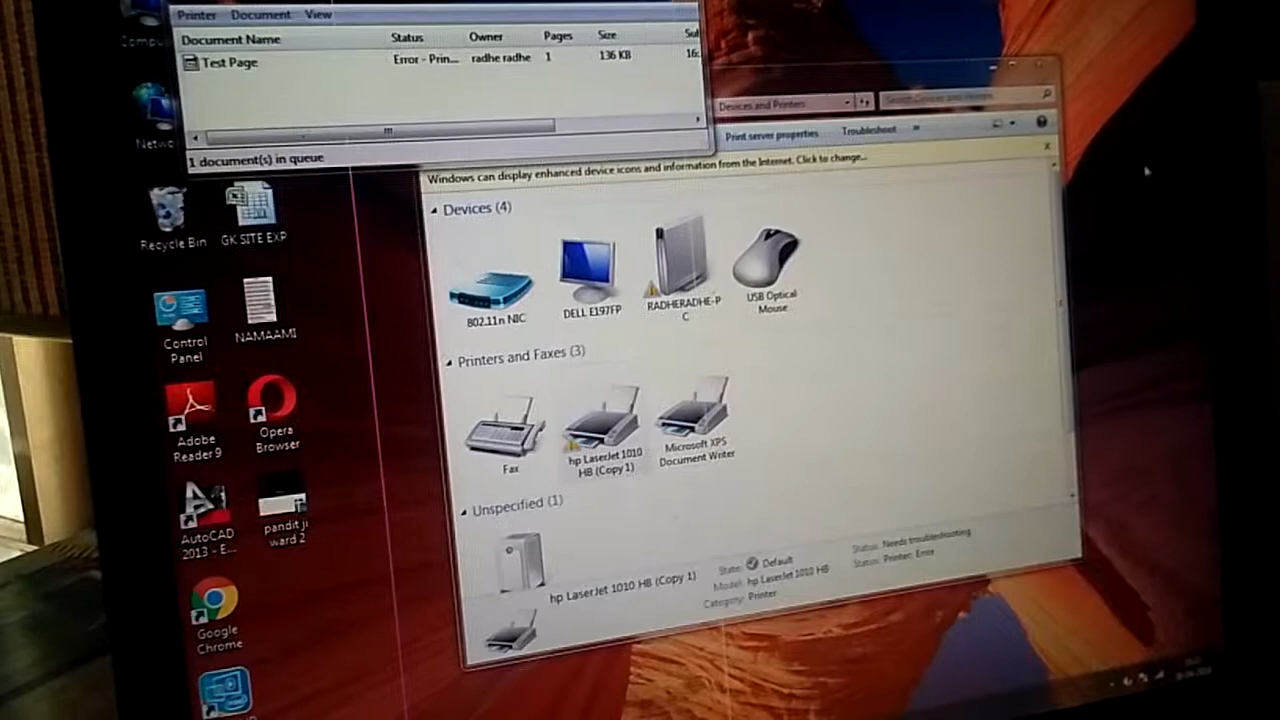 Printer Document View
Document Name Status Owner Pages Size
Test Page Error - Prin... radhe radhe 1 136 KB
1 document(s) in queue
Devices and Printers
Print server properties Troubleshoot »
Windows can display enhanced device icons and information from the Internet. Click to change...
Devices (4)
802.11n NIC
DELL E197FP
RADHERADHE-P
C
USB Optical
Mouse
Printers and Faxes (3)
Fax
hp LaserJet 1010
HB (Copy 1)
Microsoft XPS
Document Writer
Unspecified (1)
hp LaserJet 1010 HB (Copy 1)
State: Default
Model: hp LaserJet 1010 HB
Category: Printer
Status: Needs troubleshooting
Status: Printer: Error
Recycle Bin
GK SITE EXP
Control
Panel
NAMAAMI
Adobe
Reader 9
Opera
Browser
AutoCAD
2013 - E...
pandit ji
ward 2
Google
Chrome